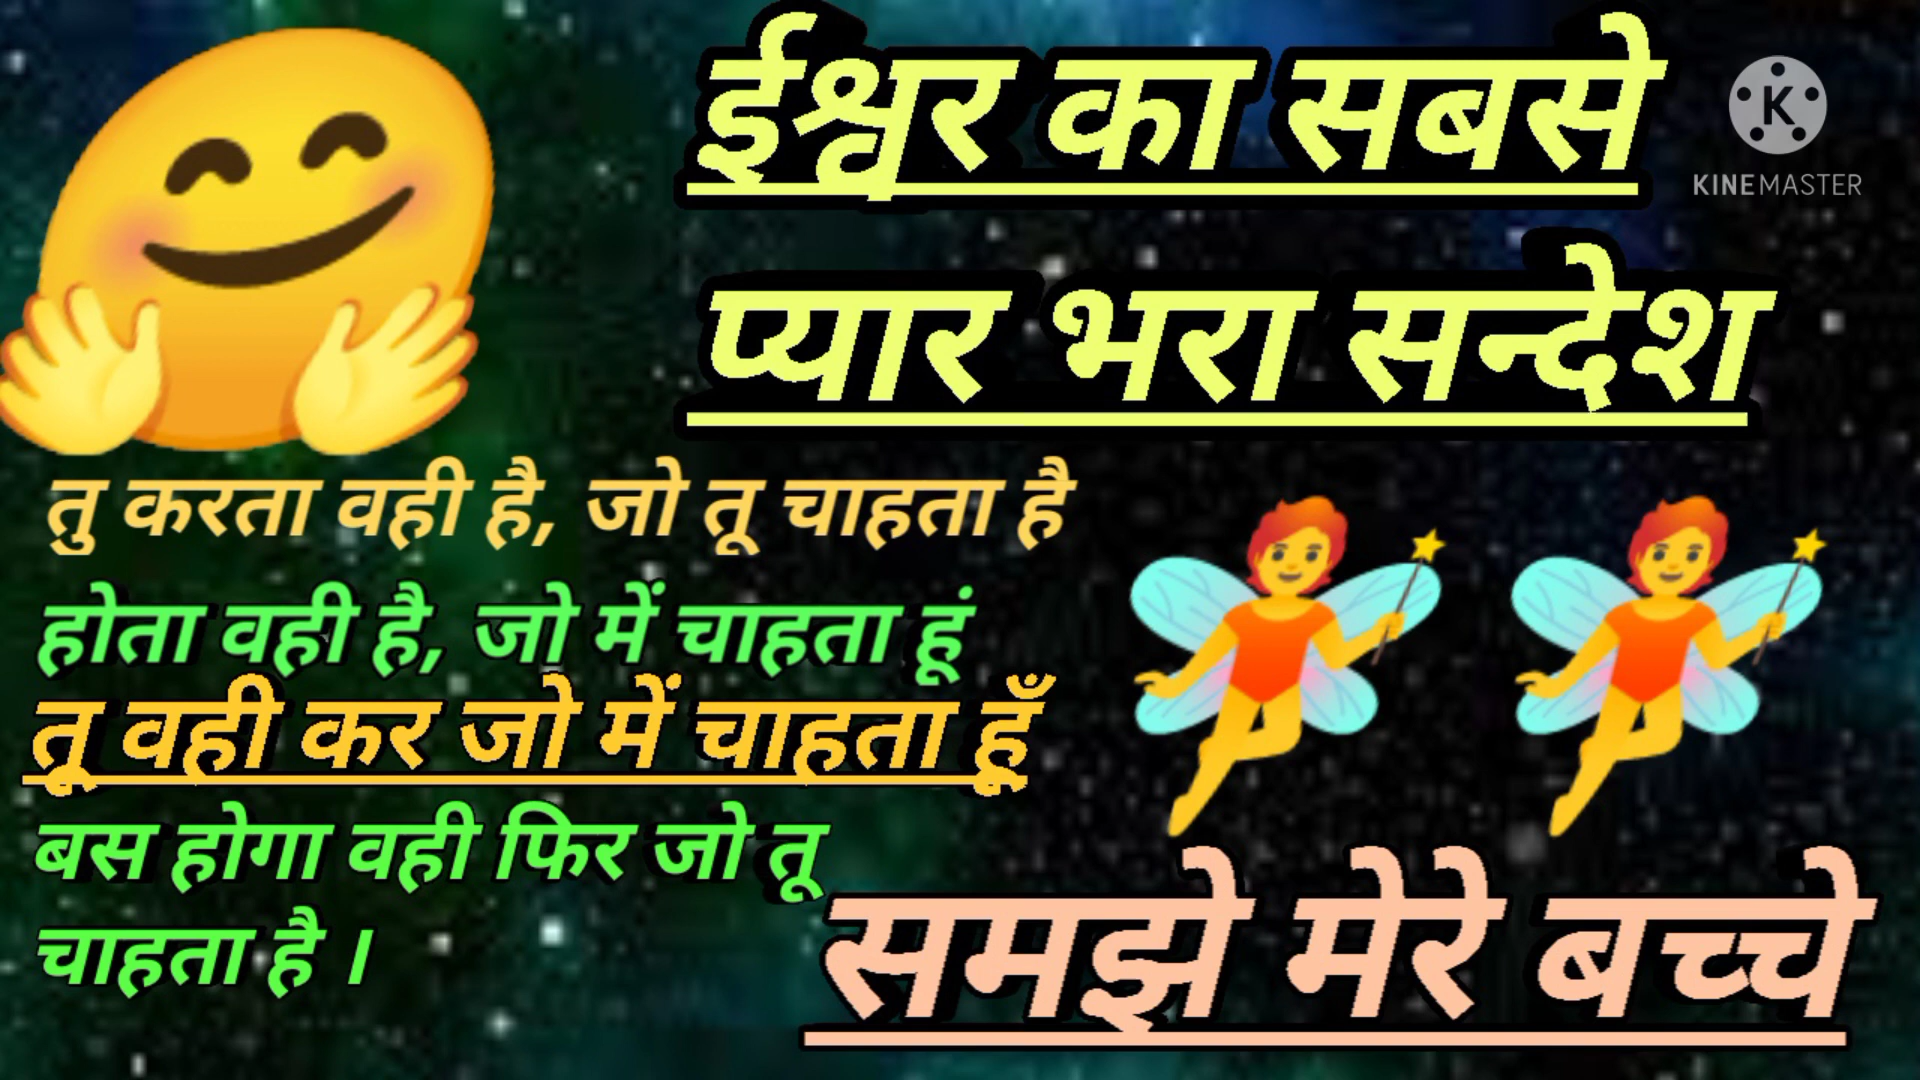 ईश्वर का सबसे
KINEMASTER
प्यार भरा सन्देश
तु करता वही है, जो तू चाहता है
होता वही है, जो में चाहता हूं
तू वही कर जो में चाहता हूँ
बस होगा वही फिर जो तू
चाहता है ।
समझे मेरे बच्चे